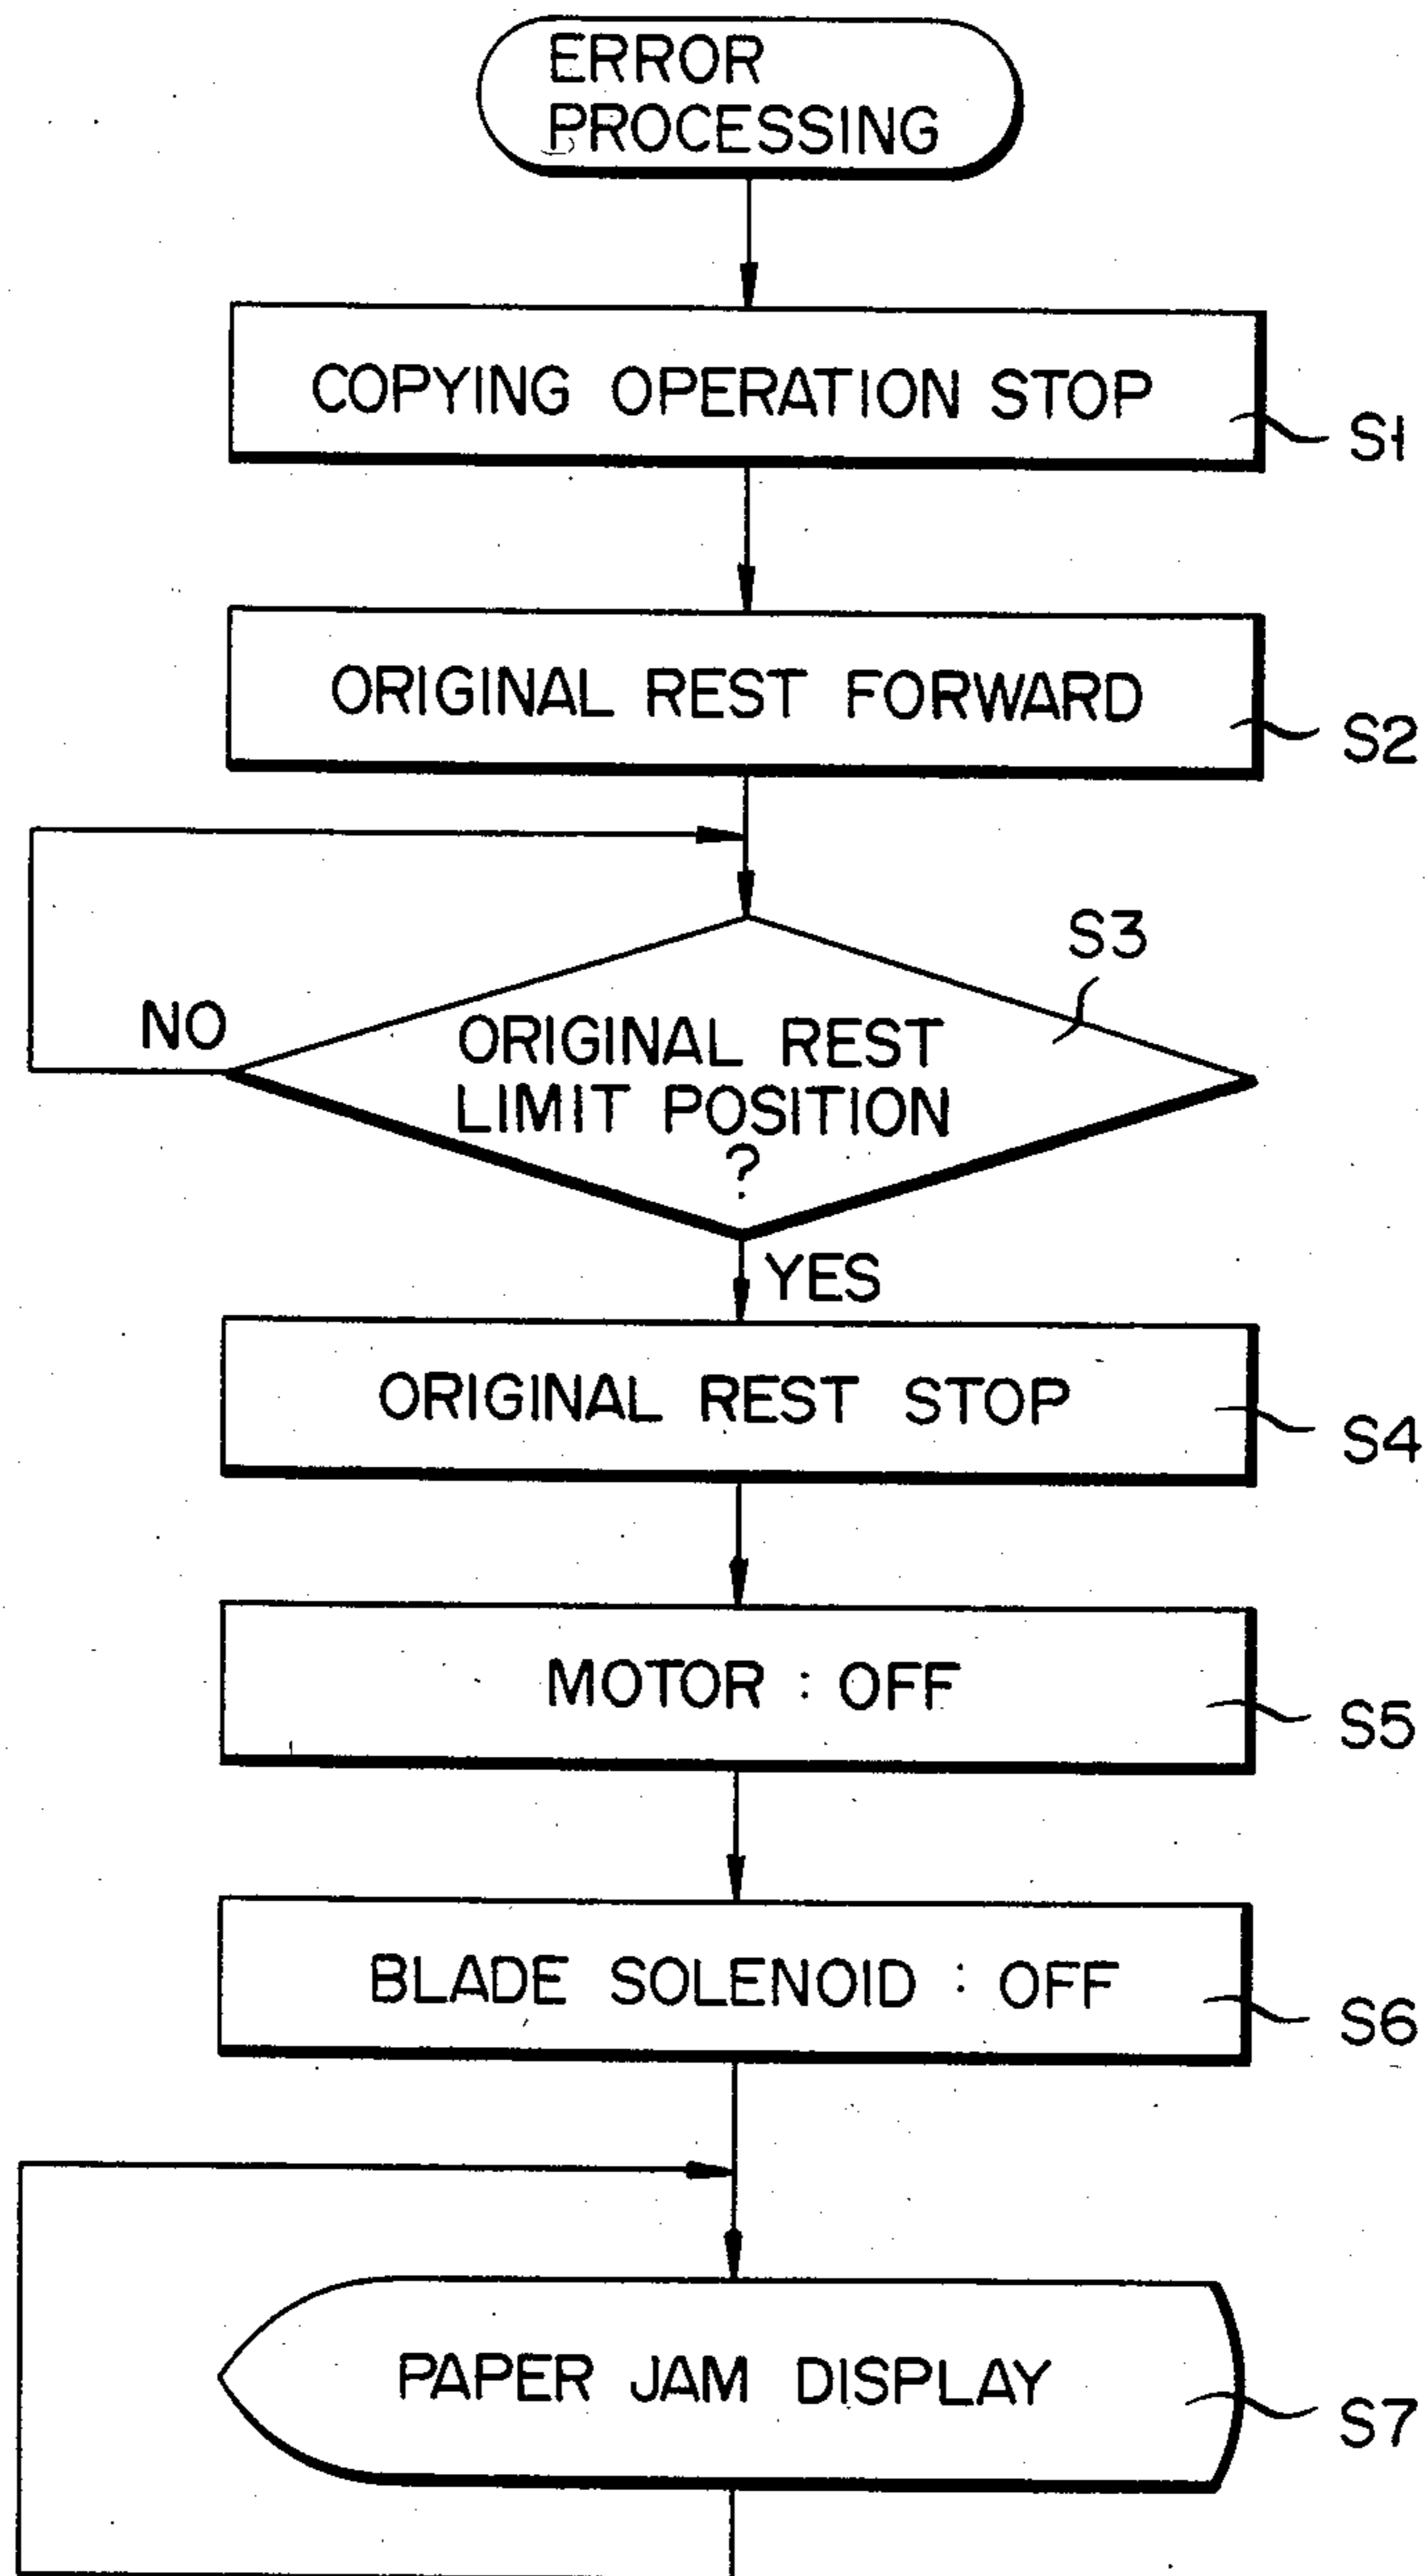 ERROR
PROCESSING
COPYING OPERATION STOP
S1
ORIGINAL REST FORWARD
S2
S3
NO
ORIGINAL REST
LIMIT POSITION
?
YES
ORIGINAL REST STOP
S4
MOTOR : OFF
S5
BLADE SOLENOID : OFF
S6
PAPER JAM DISPLAY
S7